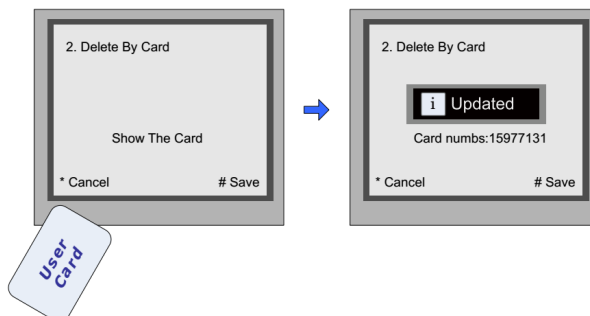 2. Delete By Card
Show The Card
* Cancel # Save
User
Card
2. Delete By Card
i Updated
Card numbs:15977131
* Cancel # Save